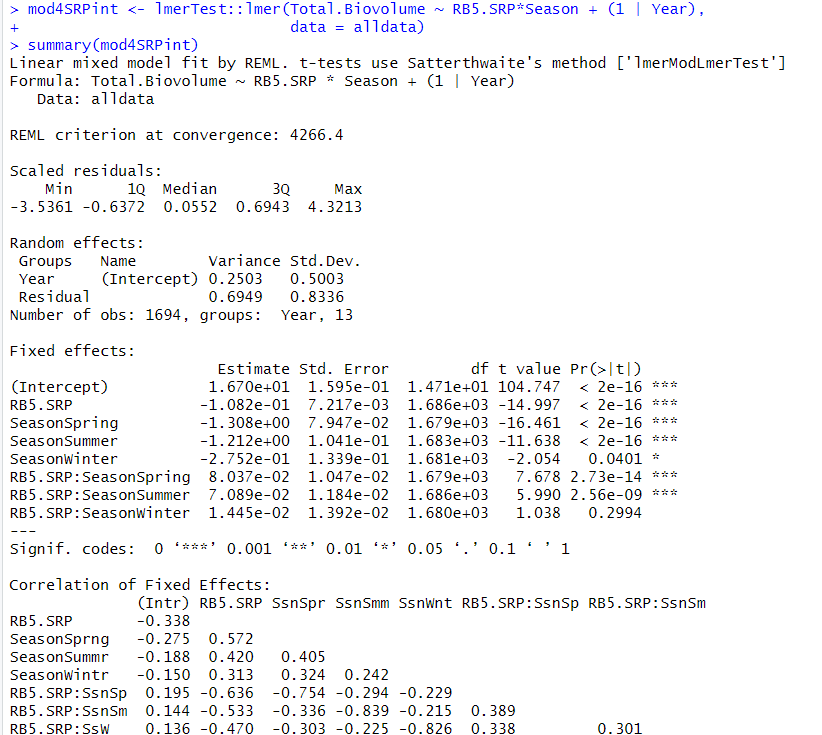 > mod4SRPint <- lmerTest::lmer(Total.Biovolume ~ RB5.SRP*Season + (1 | Year),
+                              data = alldata)
> summary(mod4SRPint)
Linear mixed model fit by REML. t-tests use Satterthwaite's method ['lmerModLmerTest']
Formula: Total.Biovolume ~ RB5.SRP * Season + (1 | Year)
   Data: alldata

REML criterion at convergence: 4266.4

Scaled residuals:
    Min      1Q  Median      3Q     Max
-3.5361 -0.6372  0.0552  0.6943  4.3213

Random effects:
 Groups   Name        Variance Std.Dev.
 Year     (Intercept) 0.2503   0.5003
 Residual             0.6949   0.8336
Number of obs: 1694, groups:  Year, 13

Fixed effects:
                       Estimate Std. Error         df t value Pr(>|t|)
(Intercept)           1.670e+01  1.595e-01  1.471e+01 104.747  < 2e-16 ***
RB5.SRP              -1.082e-01  7.217e-03  1.686e+03 -14.997  < 2e-16 ***
SeasonSpring         -1.308e+00  7.947e-02  1.679e+03 -16.461  < 2e-16 ***
SeasonSummer         -1.212e+00  1.041e-01  1.683e+03 -11.638  < 2e-16 ***
SeasonWinter         -2.752e-01  1.339e-01  1.681e+03  -2.054   0.0401 *
RB5.SRP:SeasonSpring  8.037e-02  1.047e-02  1.679e+03   7.678 2.73e-14 ***
RB5.SRP:SeasonSummer  7.089e-02  1.184e-02  1.686e+03   5.990 2.56e-09 ***
RB5.SRP:SeasonWinter  1.445e-02  1.392e-02  1.680e+03   1.038   0.2994
---
Signif. codes:  0 ‘***’ 0.001 ‘**’ 0.01 ‘*’ 0.05 ‘.’ 0.1 ‘ ’ 1

Correlation of Fixed Effects:
              (Intr) RB5.SRP SsnSpr SsnSmm SsnWnt RB5.SRP:SsnSp RB5.SRP:SsnSm
RB5.SRP       -0.338
SeasonSprng   -0.275  0.572
SeasonSummr   -0.188  0.420   0.405
SeasonWintr   -0.150  0.313   0.324  0.242
RB5.SRP:SsnSp  0.195 -0.636  -0.754 -0.294 -0.229
RB5.SRP:SsnSm  0.144 -0.533  -0.336 -0.839 -0.215  0.389
RB5.SRP:SsW    0.136 -0.470  -0.303 -0.225 -0.826  0.338         0.301